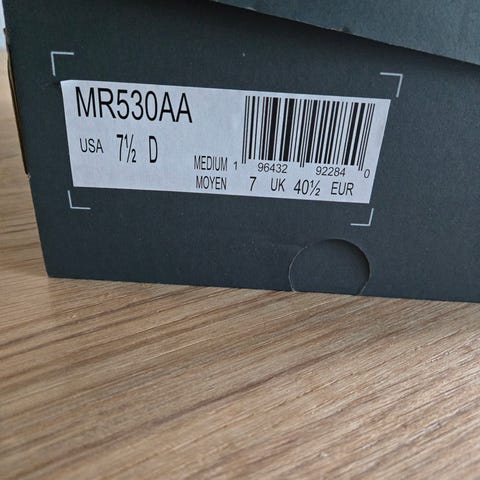 MR530AA
USA 7½ D
MEDIUM
MOYEN
1 96432 92284 0
7 UK 40½ EUR